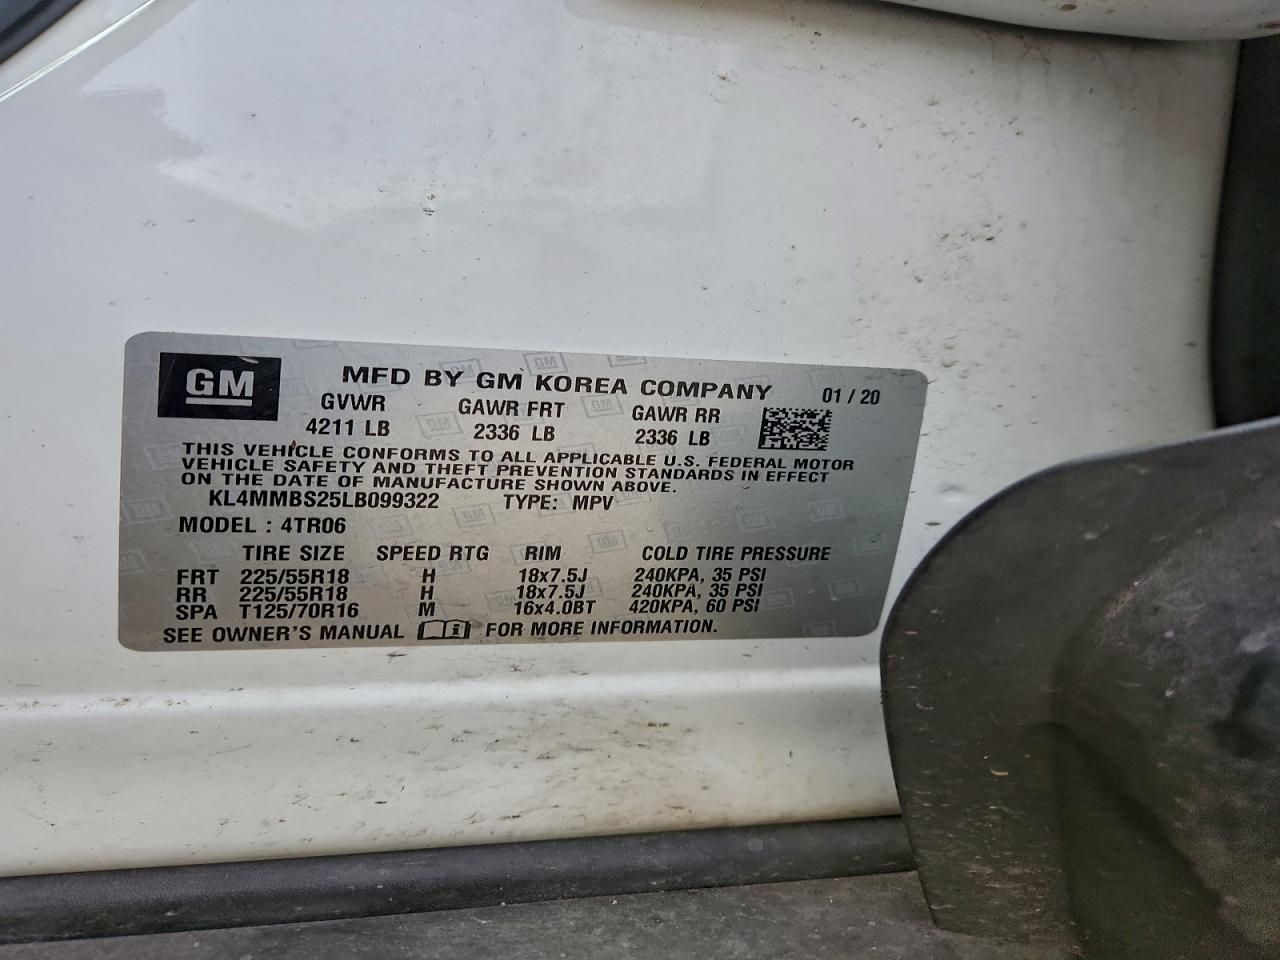 GM
MFD BY GM KOREA COMPANY 01 / 20
GVWR GAWR FRT GAWR RR
4211 LB 2336 LB 2336 LB
THIS VEHICLE CONFORMS TO ALL APPLICABLE U.S. FEDERAL MOTOR
VEHICLE SAFETY AND THEFT PREVENTION STANDARDS IN EFFECT
ON THE DATE OF MANUFACTURE SHOWN ABOVE.
KL4MMBS25LB099322 TYPE: MPV
MODEL : 4TR06
TIRE SIZE SPEED RTG RIM COLD TIRE PRESSURE
FRT 225/55R18 H 18x7.5J 240KPA, 35 PSI
RR 225/55R18 H 18x7.5J 240KPA, 35 PSI
SPA T125/70R16 M 16x4.0BT 420KPA, 60 PSI
SEE OWNER'S MANUAL FOR MORE INFORMATION.